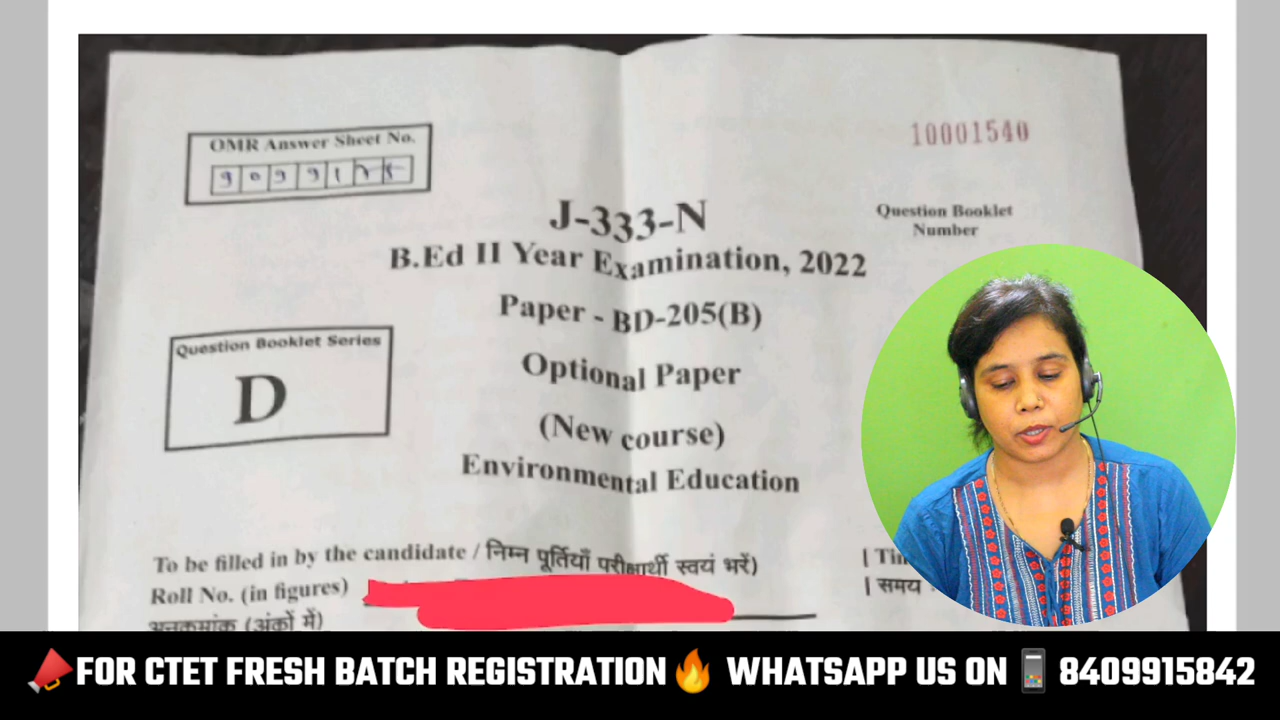 OMR Answer Sheet No.
10001540
J-333-N
Question Booklet
Number
B.Ed II Year Examination, 2022
Paper - BD-205(B)
Question Booklet Series
D
Optional Paper
(New course)
Environmental Education
To be filled in by the candidate / निम्न पूर्तियाँ परीक्षार्थी स्वयं भरें)
Roll No. (in figures)
[ समय
अनुक्रमांक (अंकों में)
📣FOR CTET FRESH BATCH REGISTRATION🔥 WHATSAPP US ON 📱 8409915842